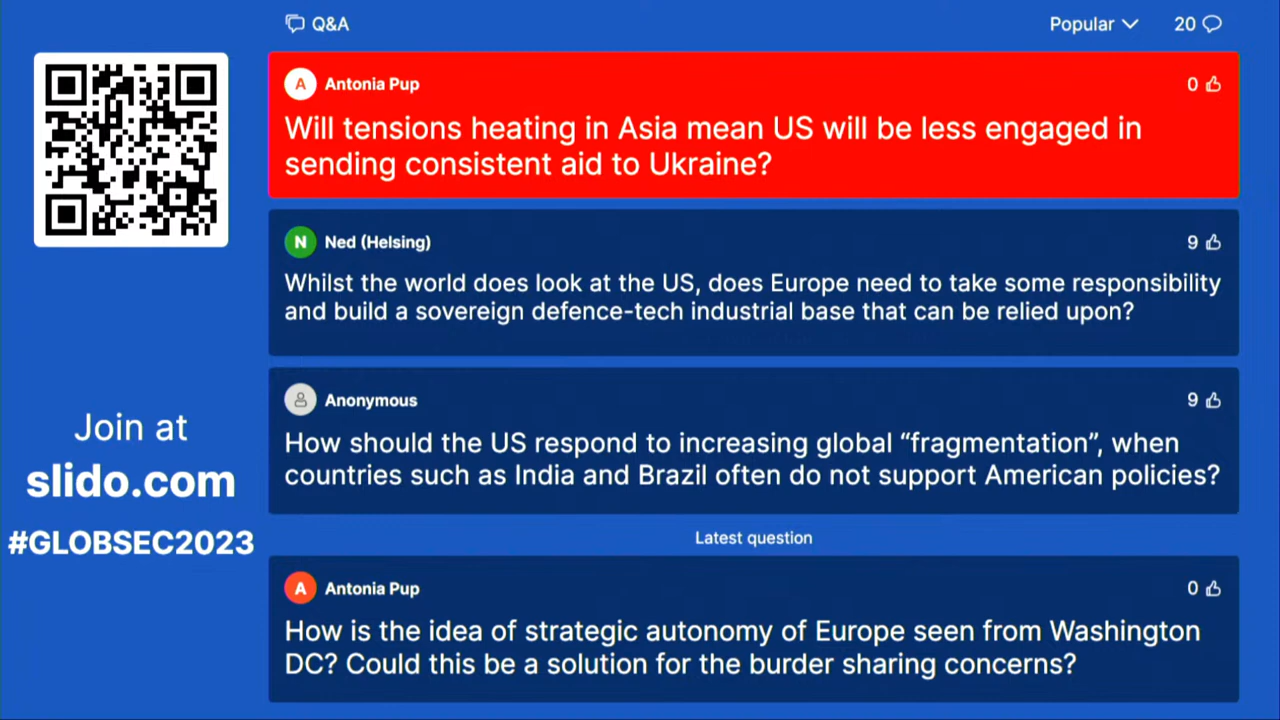 Q&A
Popular
20
A Antonia Pup
0
Will tensions heating in Asia mean US will be less engaged in
sending consistent aid to Ukraine?
N Ned (Helsing)
9
Whilst the world does look at the US, does Europe need to take some responsibility
and build a sovereign defence-tech industrial base that can be relied upon?
Anonymous
9
How should the US respond to increasing global “fragmentation”, when
countries such as India and Brazil often do not support American policies?
Latest question
A Antonia Pup
0
How is the idea of strategic autonomy of Europe seen from Washington
DC? Could this be a solution for the burder sharing concerns?
Join at
slido.com
#GLOBSEC2023